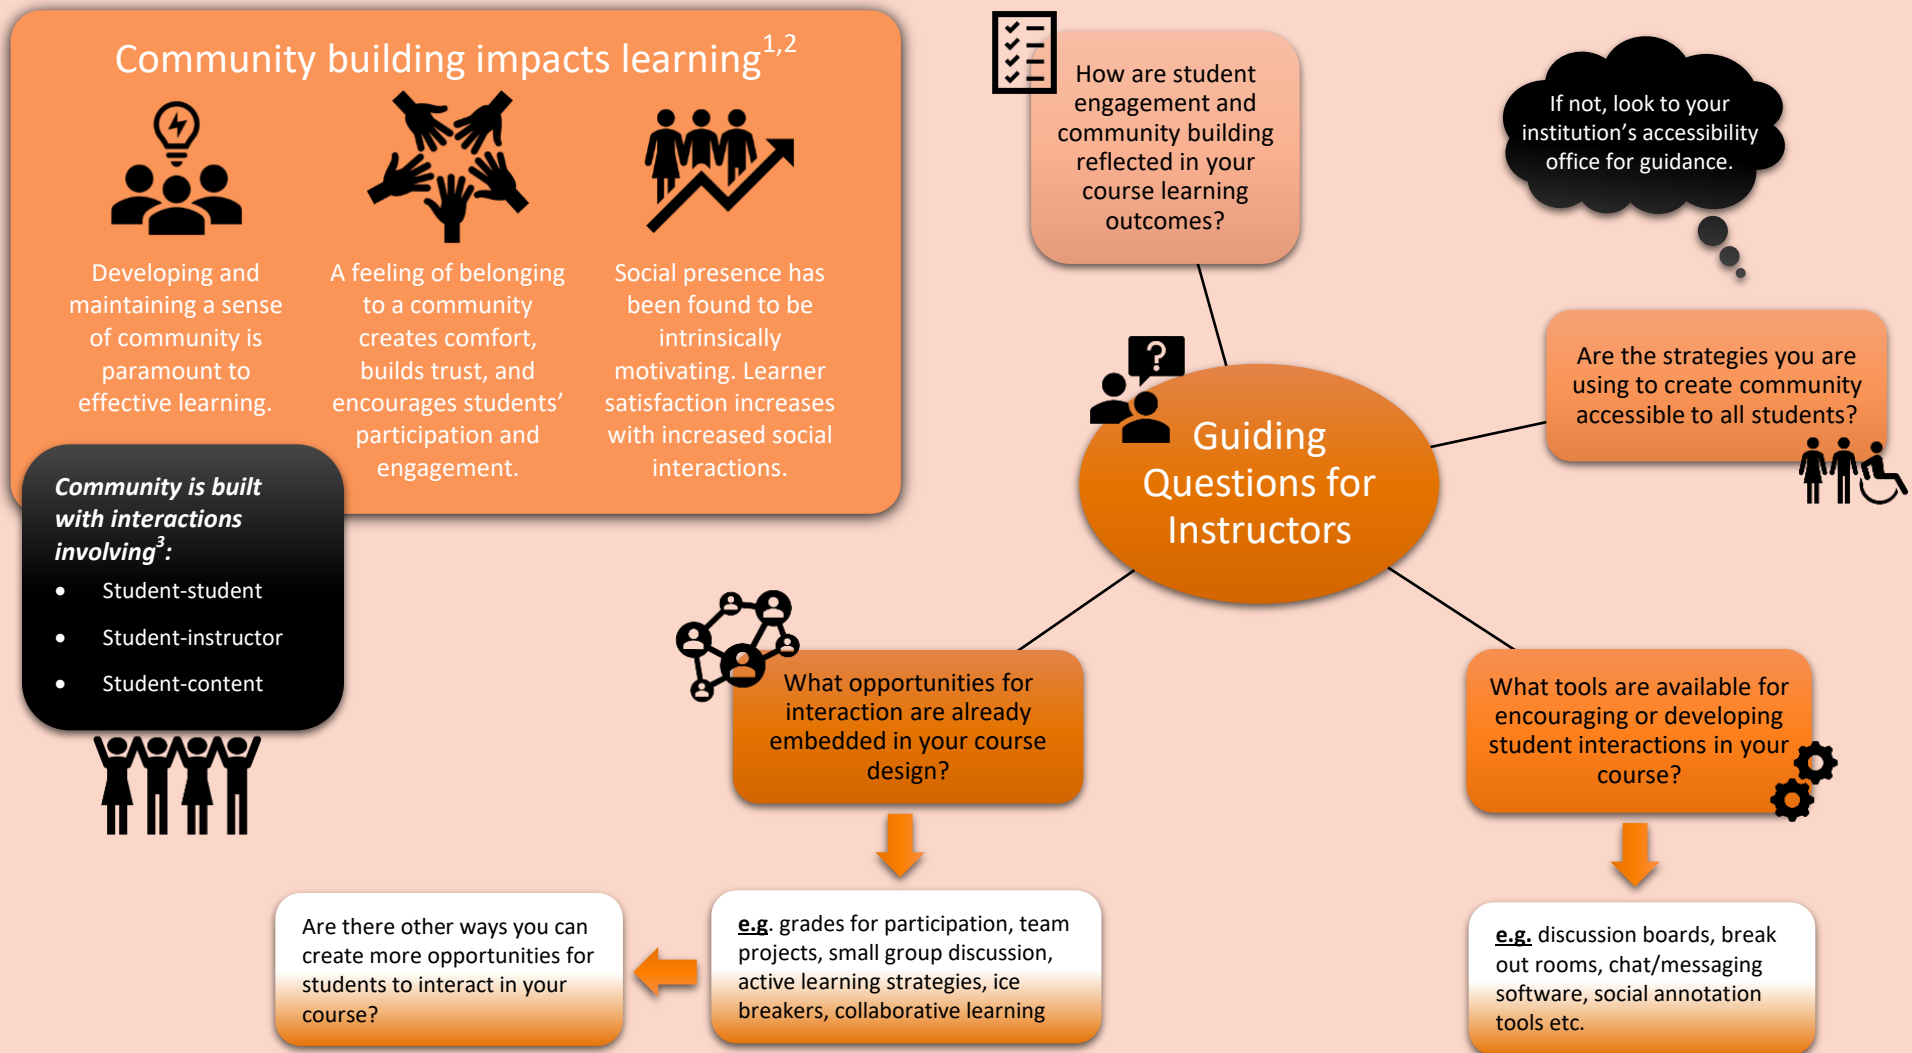 Community building impacts learning1,2
Developing and
maintaining a sense
of community is
paramount to
effective learning.
A feeling of belonging
to a community
creates comfort,
builds trust, and
encourages students’
participation and
engagement.
Social presence has
been found to be
intrinsically
motivating. Learner
satisfaction increases
with increased social
interactions.
Community is built
with interactions
involving3:
• Student-student
• Student-instructor
• Student-content
How are student
engagement and
community building
reflected in your
course learning
outcomes?
If not, look to your
institution’s accessibility
office for guidance.
Are the strategies you are
using to create community
accessible to all students?
?
Guiding
Questions for
Instructors
What opportunities for
interaction are already
embedded in your course
design?
What tools are available for
encouraging or developing
student interactions in your
course?
Are there other ways you can
create more opportunities for
students to interact in your
course?
e.g. grades for participation, team
projects, small group discussion,
active learning strategies, ice
breakers, collaborative learning
e.g. discussion boards, break
out rooms, chat/messaging
software, social annotation
tools etc.